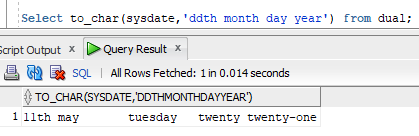 Select to_char(sysdate,'ddth month day year') from dual;
Script Output × Query Result ×
SQL | All Rows Fetched: 1 in 0.014 seconds
TO_CHAR(SYSDATE,'DDTHMONTHDAYYEAR')
11th may tuesday twenty twenty-one